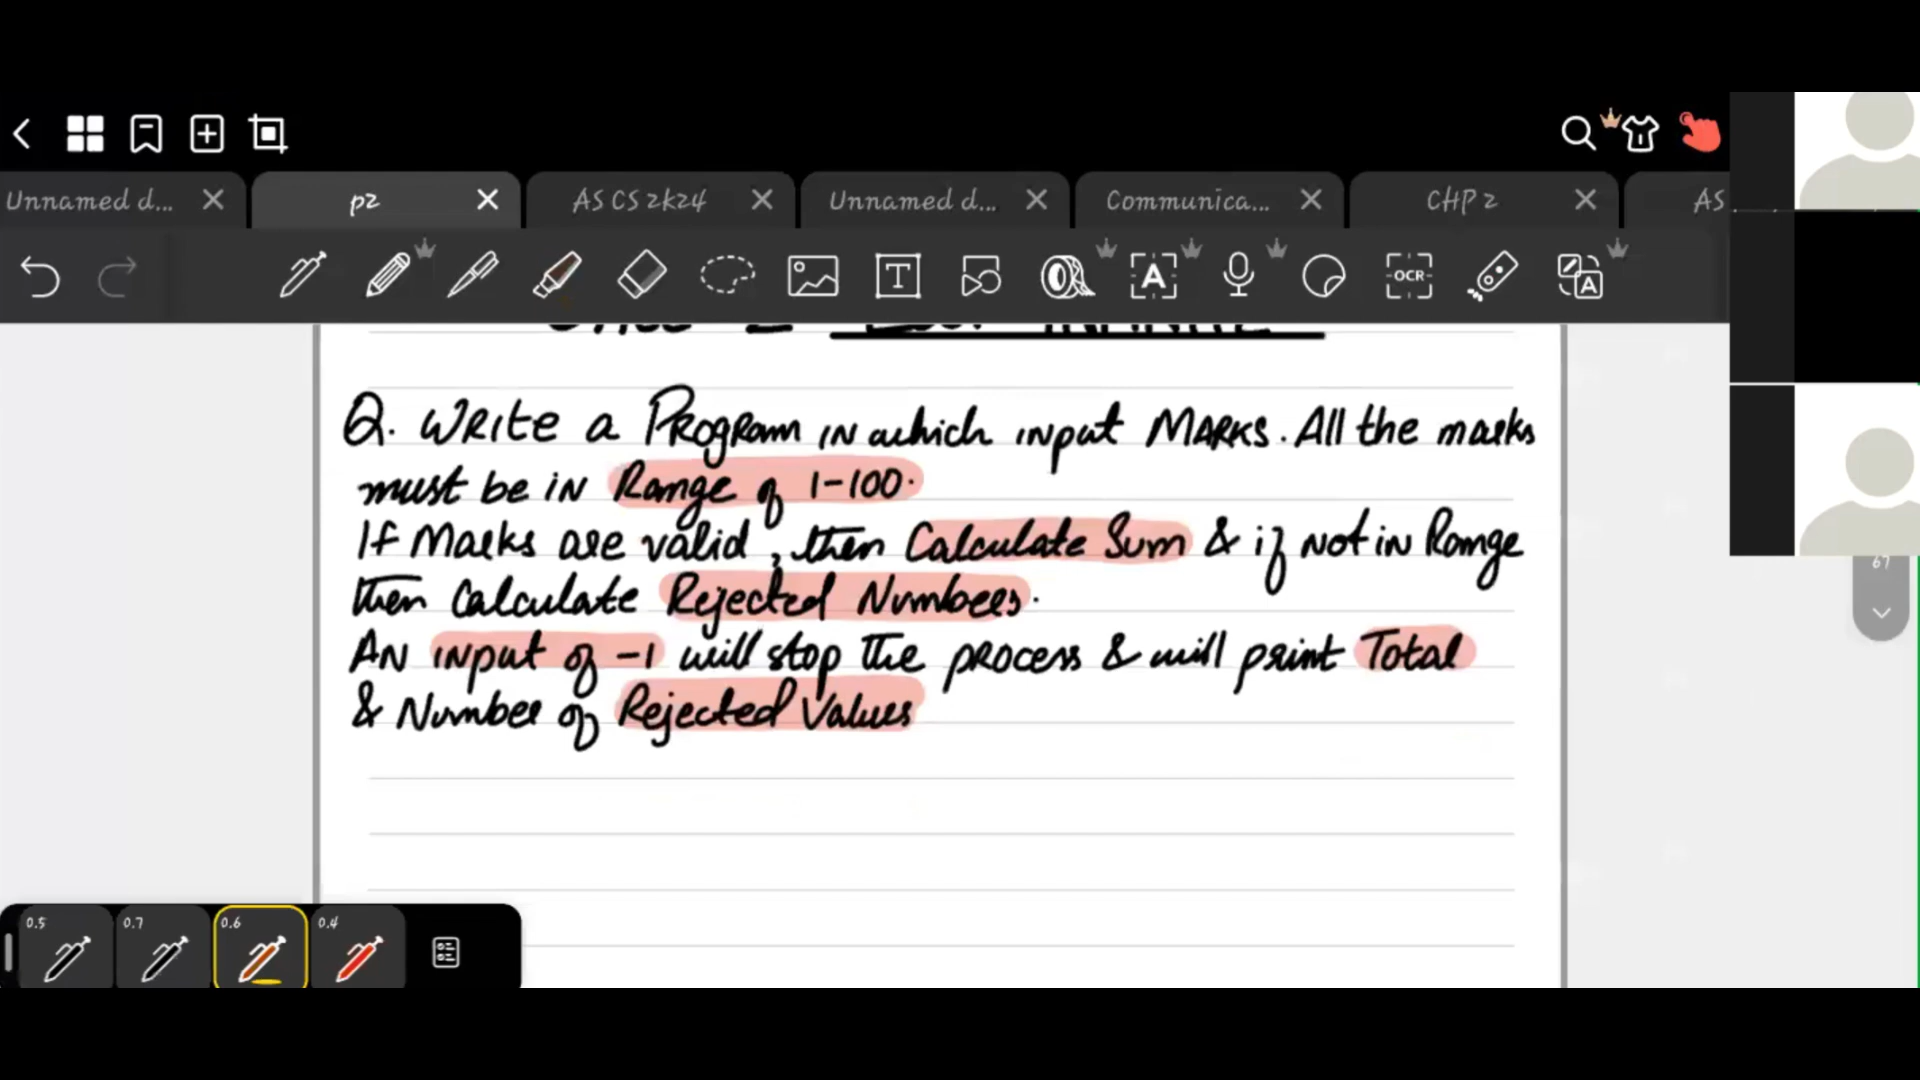 Unnamed d...
p2
AS CS 2k24
Unnamed d...
Communica...
CHP 2
AS
T
A
OCR
A
Q. Write a Program in which input Marks. All the marks
must be in Range of 1-100.
If Marks are valid, then Calculate Sum & if not in Range
then Calculate Rejected Numbers.
An input of -1 will stop the process & will print Total
& Number of Rejected Values
67
0.5
0.7
0.6
0.4